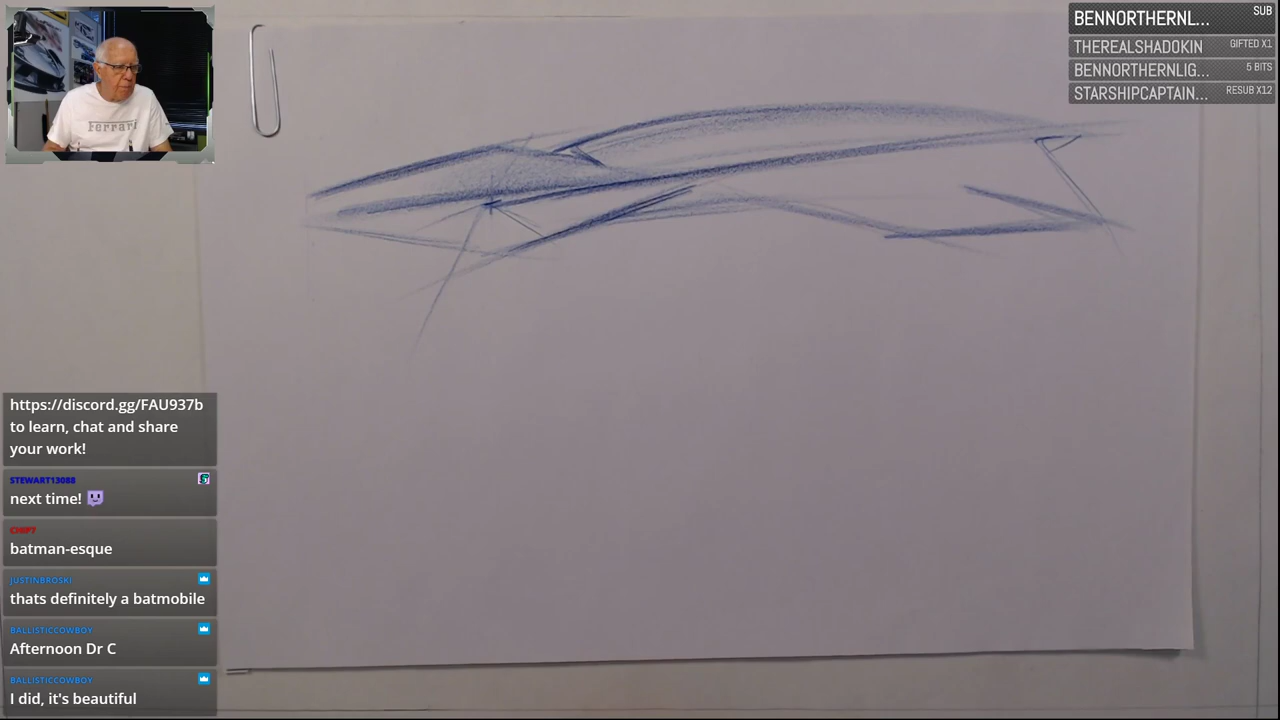 BENNORTHERNL... SUB
THEREALSHADOKIN GIFTED X1
BENNORTHERNLIG... 5 BITS
STARSHIPCAPTAIN... RESUB X12
Ferrari
https://discord.gg/FAU937b
to learn, chat and share
your work!
STEWART13088
next time!
batman-esque
JUSTINBROSKI
thats definitely a batmobile
BALLISTICCOWBOY
Afternoon Dr C
BALLISTICCOWBOY
I did, it's beautiful